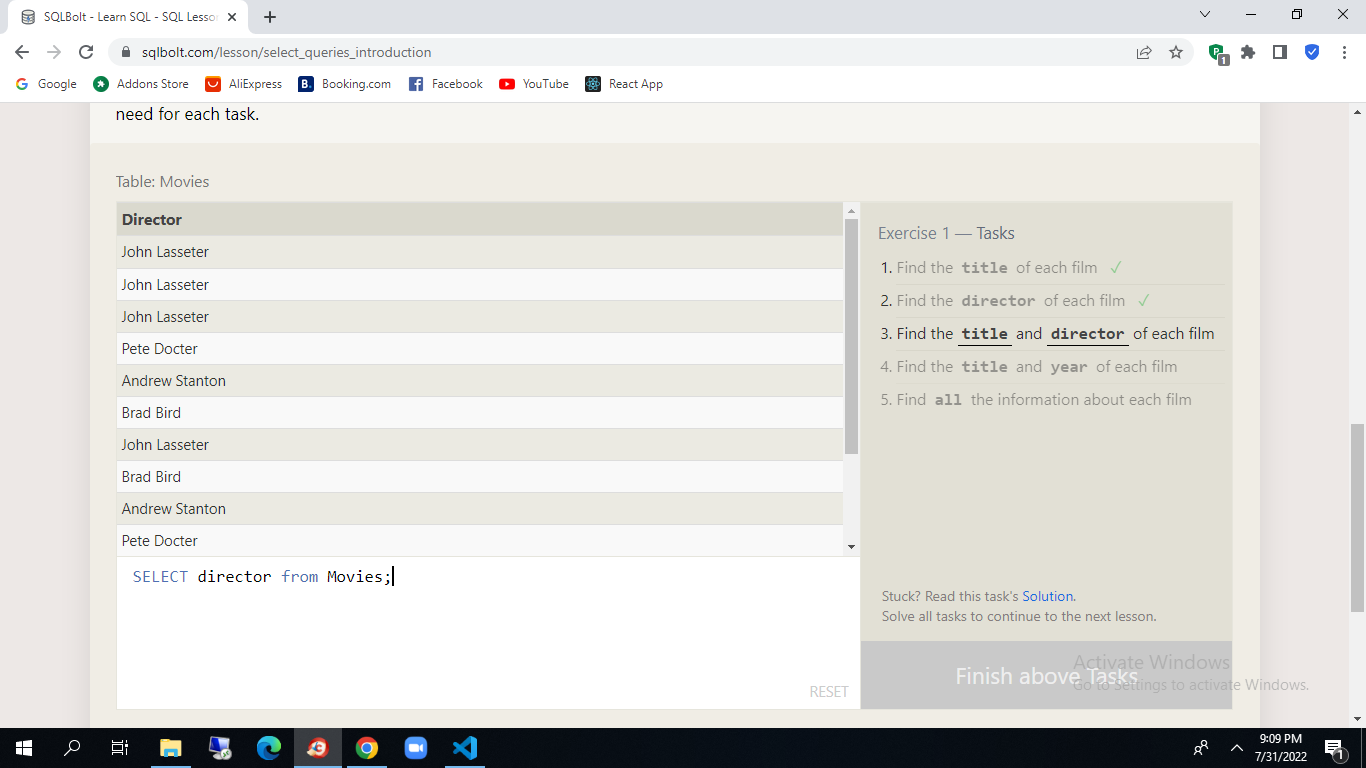 SQLBolt - Learn SQL - SQL Lesson
sqlbolt.com/lesson/select_queries_introduction
1
Google
Addons Store
AliExpress
B.
Booking.com
Facebook
YouTube
React App
need for each task.
Table: Movies
Director
John Lasseter
John Lasseter
John Lasseter
Pete Docter
Andrew Stanton
Brad Bird
John Lasseter
Brad Bird
Andrew Stanton
Pete Docter
SELECT director from Movies;
RESET
Exercise 1 — Tasks
1. Find the title of each film ✓
2. Find the director of each film ✓
3. Find the title and director of each film
4. Find the title and year of each film
5. Find all the information about each film
Stuck? Read this task's Solution.
Solve all tasks to continue to the next lesson.
Finish above Tasks
Activate Windows
Go to Settings to activate Windows.
9:09 PM
7/31/2022
1